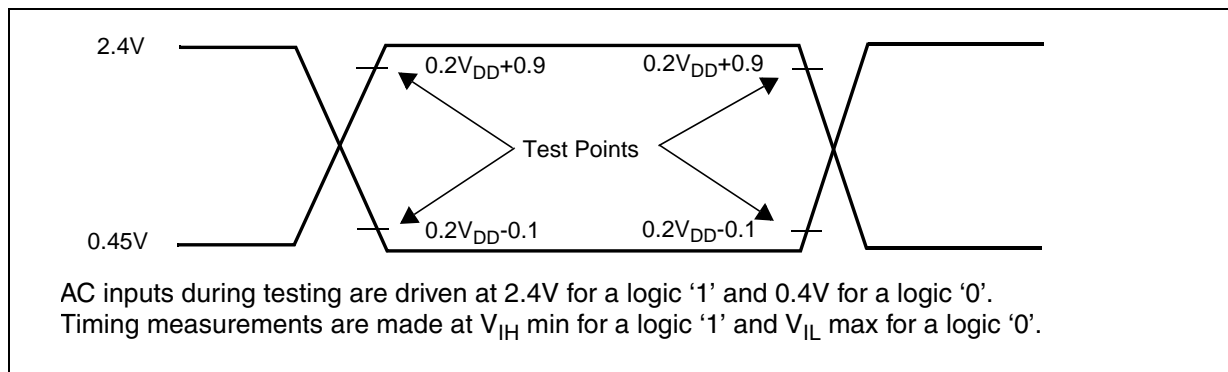 2.4V
0.2VDD+0.9 0.2VDD+0.9
Test Points
0.45V 0.2VDD-0.1 0.2VDD-0.1
AC inputs during testing are driven at 2.4V for a logic ‘1’ and 0.4V for a logic ‘0’.
Timing measurements are made at VIH min for a logic ‘1’ and VIL max for a logic ‘0’.